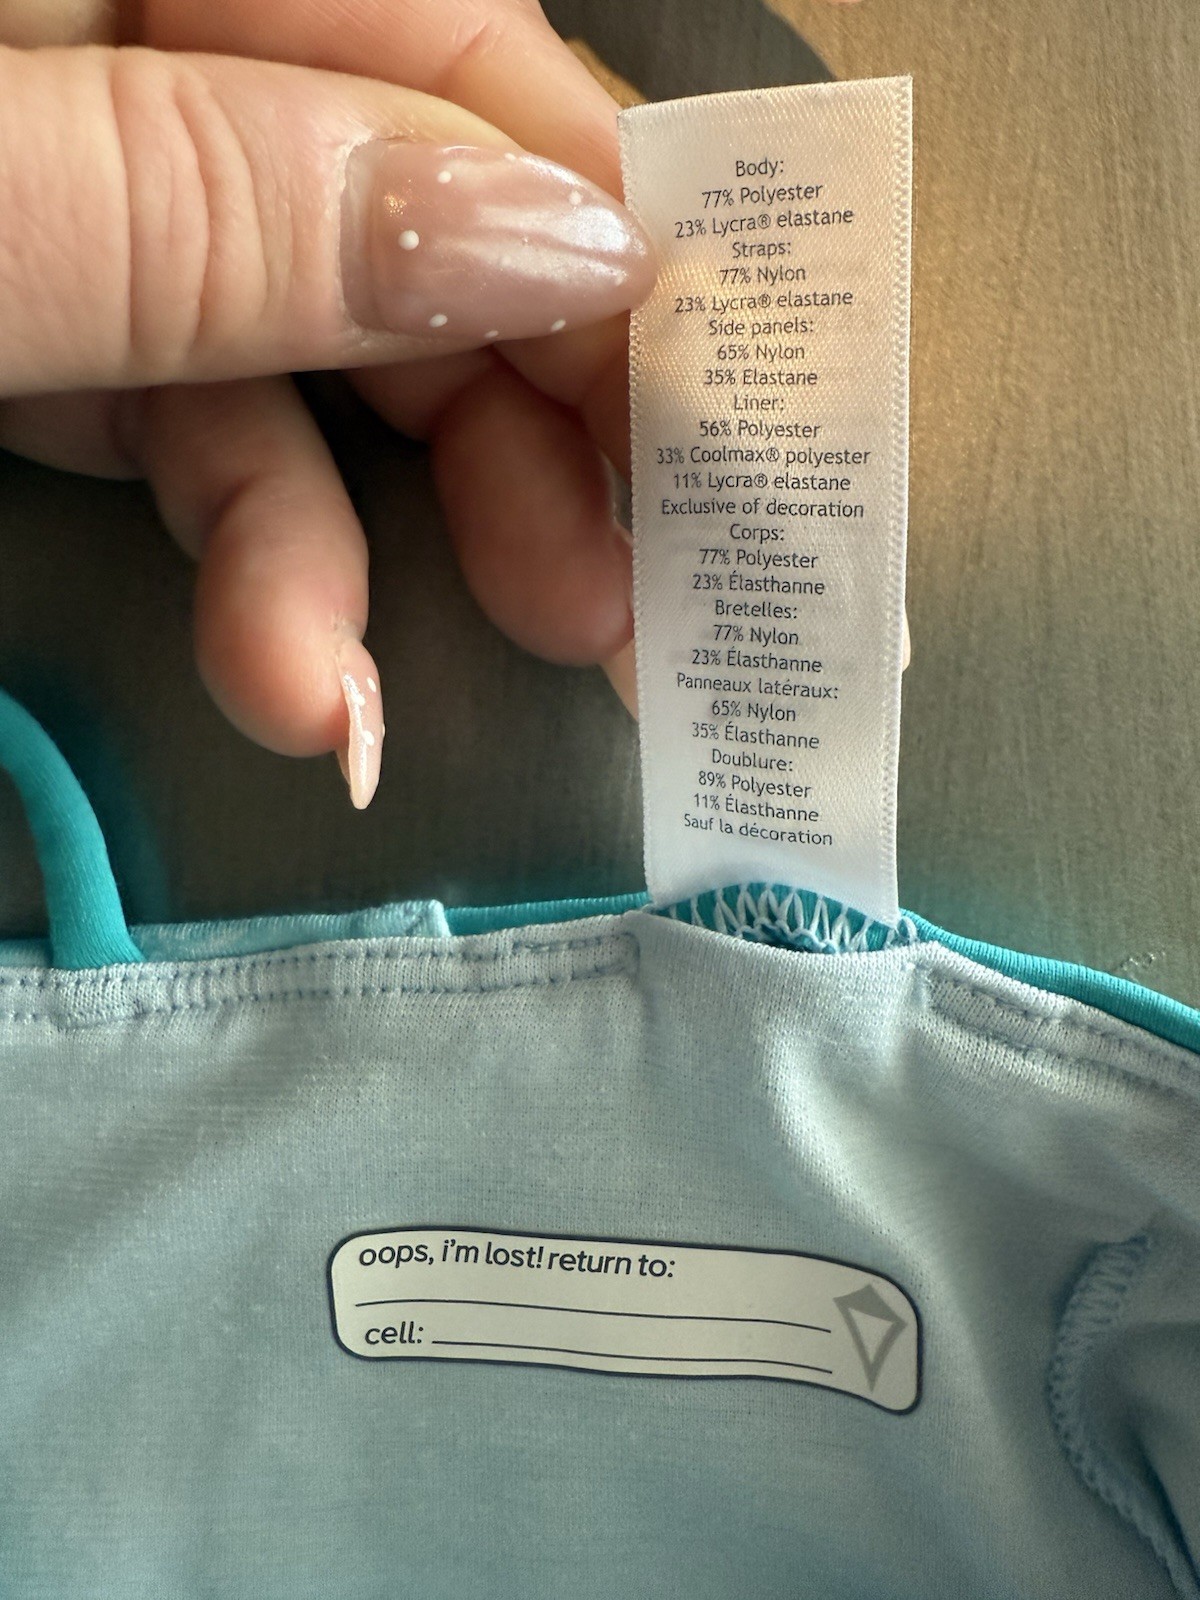 Body:
77% Polyester
23% Lycra® elastane
Straps:
77% Nylon
23% Lycra® elastane
Side panels:
65% Nylon
35% Elastane
Liner:
56% Polyester
33% Coolmax® polyester
11% Lycra® elastane
Exclusive of decoration
Corps:
77% Polyester
23% Élasthanne
Bretelles:
77% Nylon
23% Élasthanne
Panneaux latéraux:
65% Nylon
35% Élasthanne
Doublure:
89% Polyester
11% Élasthanne
Sauf la décoration
oops, i'm lost! return to:
cell: